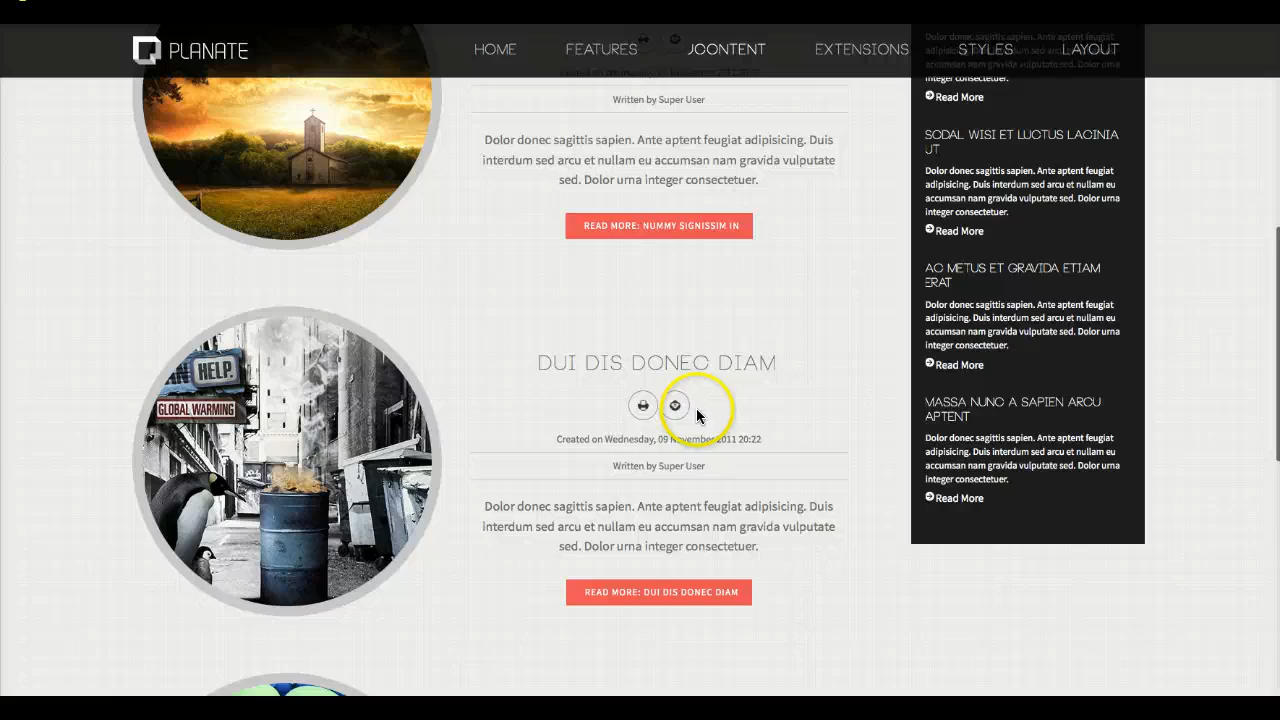 PLANATE
HOME
FEATURES
JCONTENT
EXTENSIONS
STYLES
LAYOUT
Written by Super User
Dolor donec sagittis sapien. Ante aptent feugiat adipisicing. Duis
interdum sed arcu et nullam eu accumsan nam gravida vulputate
sed. Dolor urna integer consectetuer.
READ MORE: NUMMY SIGNISSIM IN
HELP.
GLOBAL WARMING
DUI DIS DONEC DIAM
Created on Wednesday, 09 November 2011 20:22
Written by Super User
Dolor donec sagittis sapien. Ante aptent feugiat adipisicing. Duis
interdum sed arcu et nullam eu accumsan nam gravida vulputate
sed. Dolor urna integer consectetuer.
READ MORE: DUI DIS DONEC DIAM
Dolor donec sagittis sapien. Ante aptent feugiat
integer consectetuer.
Read More
SODAL WISI ET LUCTUS LACINIA
UT
Dolor donec sagittis sapien. Ante aptent feugiat
adipisicing. Duis interdum sed arcu et nullam eu
accumsan nam gravida vulputate sed. Dolor urna
integer consectetuer.
Read More
AC METUS ET GRAVIDA ETIAM
ERAT
Dolor donec sagittis sapien. Ante aptent feugiat
adipisicing. Duis interdum sed arcu et nullam eu
accumsan nam gravida vulputate sed. Dolor urna
integer consectetuer.
Read More
MASSA NUNC A SAPIEN ARCU
APTENT
Dolor donec sagittis sapien. Ante aptent feugiat
adipisicing. Duis interdum sed arcu et nullam eu
accumsan nam gravida vulputate sed. Dolor urna
integer consectetuer.
Read More